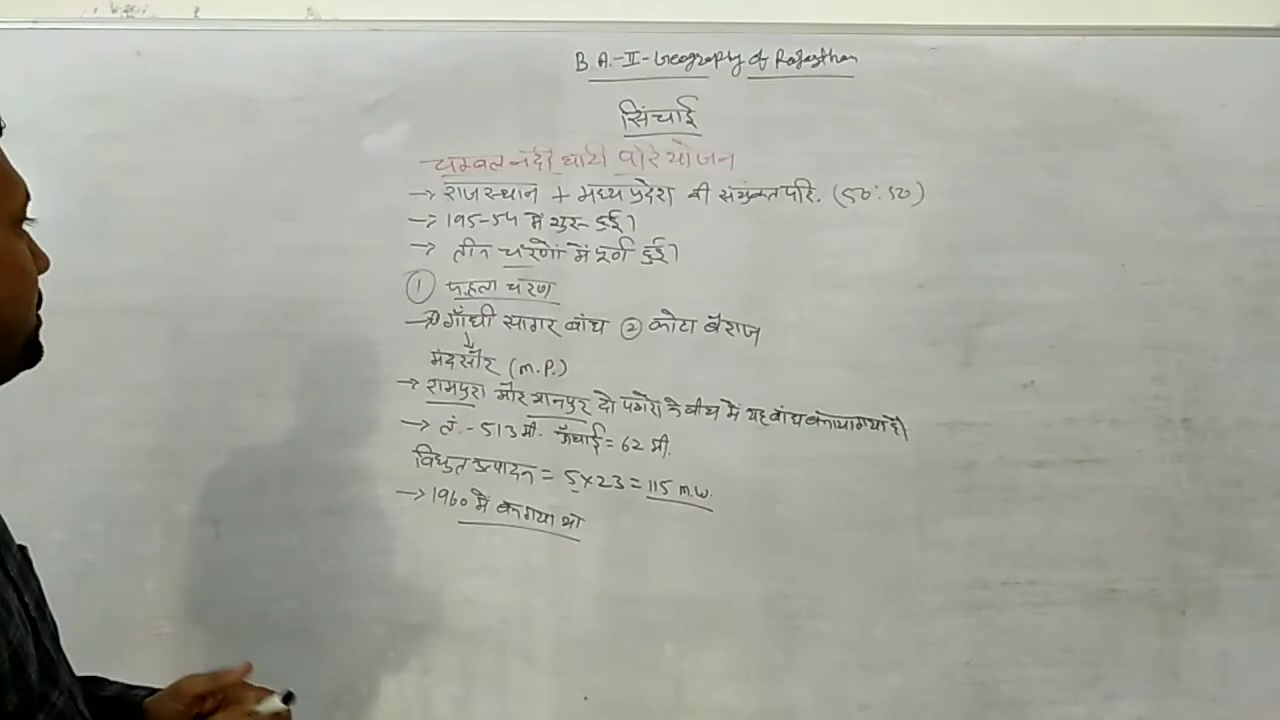 B.A.-II-Geography of Rajasthan
सिंचाई
चम्बल नदी घाटी परियोजन
→ राजस्थान + मध्य प्रदेश की संयुक्त परि. (50:50)
→ 195-54 में शुरू हुई।
→ तीन चरणों में पूर्ण हुई।
① पहला चरण
→① गाँधी सागर बांध ② कोटा बैराज
↓
मंदसौर (M.P.)
→ रामपुरा और भानपुर दो पठारो के बीच में यह बांध बनाया गया है।
→ लं. - 513 मी. ऊँचाई = 62 मी.
विधुत उत्पादन = 5×23 = 115 M.W.
→ 1960 में बन गया था